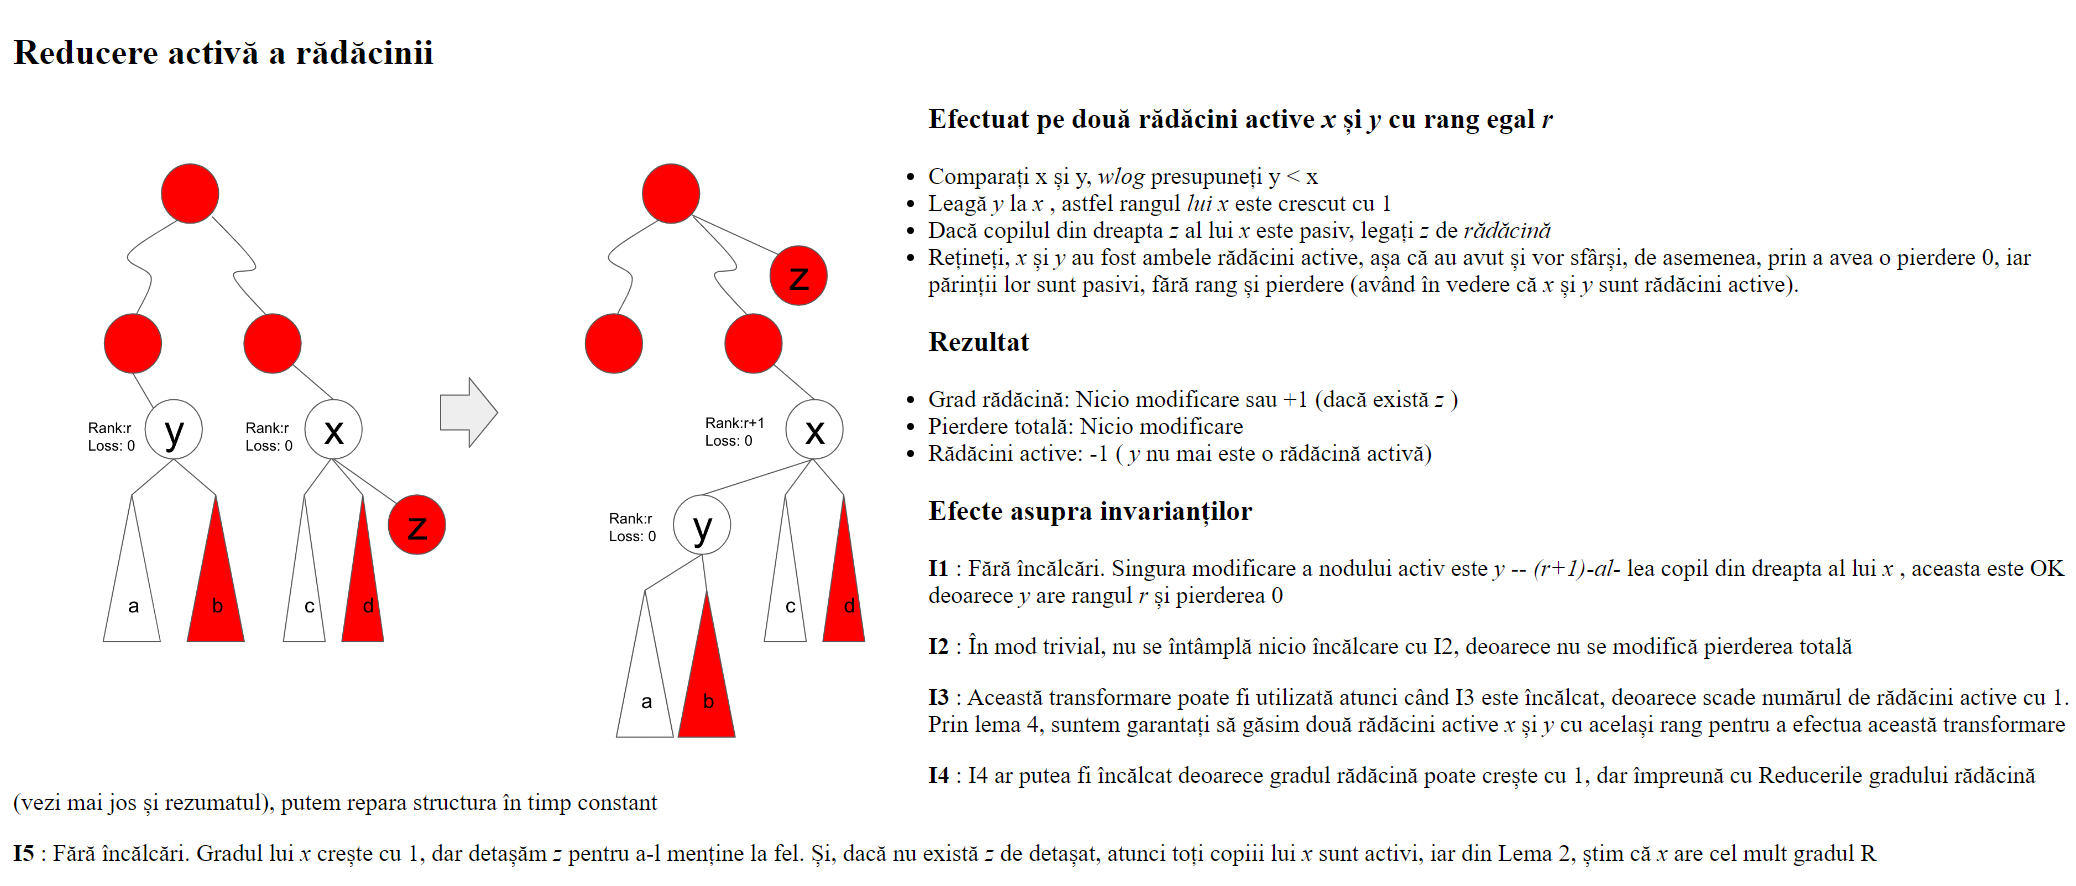 Reducere activă a rădăcinii
Rank:r
Loss: 0
y
Rank:r
Loss: 0
x
z
a
b
c
d
z
Rank:r+1
Loss: 0
x
Rank:r
Loss: 0
y
c
d
a
b
Efectuat pe două rădăcini active x și y cu rang egal r
• Comparați x și y, wlog presupuneți y < x
• Leagă y la x , astfel rangul lui x este crescut cu 1
• Dacă copilul din dreapta z al lui x este pasiv, legați z de rădăcină
• Rețineți, x și y au fost ambele rădăcini active, așa că au avut și vor sfârși, de asemenea, prin a avea o pierdere 0, iar
părinții lor sunt pasivi, fără rang și pierdere (având în vedere că x și y sunt rădăcini active).
Rezultat
• Grad rădăcină: Nicio modificare sau +1 (dacă există z )
• Pierdere totală: Nicio modificare
• Rădăcini active: -1 ( y nu mai este o rădăcină activă)
Efecte asupra invarianților
I1 : Fără încălcări. Singura modificare a nodului activ este y -- (r+1)-al- lea copil din dreapta al lui x , aceasta este OK
deoarece y are rangul r și pierderea 0
I2 : În mod trivial, nu se întâmplă nicio încălcare cu I2, deoarece nu se modifică pierderea totală
I3 : Această transformare poate fi utilizată atunci când I3 este încălcat, deoarece scade numărul de rădăcini active cu 1.
Prin lema 4, suntem garantați să găsim două rădăcini active x și y cu același rang pentru a efectua această transformare
I4 : I4 ar putea fi încălcat deoarece gradul rădăcină poate crește cu 1, dar împreună cu Reducerile gradului rădăcină
(vezi mai jos și rezumatul), putem repara structura în timp constant
I5 : Fără încălcări. Gradul lui x crește cu 1, dar detașăm z pentru a-l menține la fel. Și, dacă nu există z de detașat, atunci toți copiii lui x sunt activi, iar din Lema 2, știm că x are cel mult gradul R